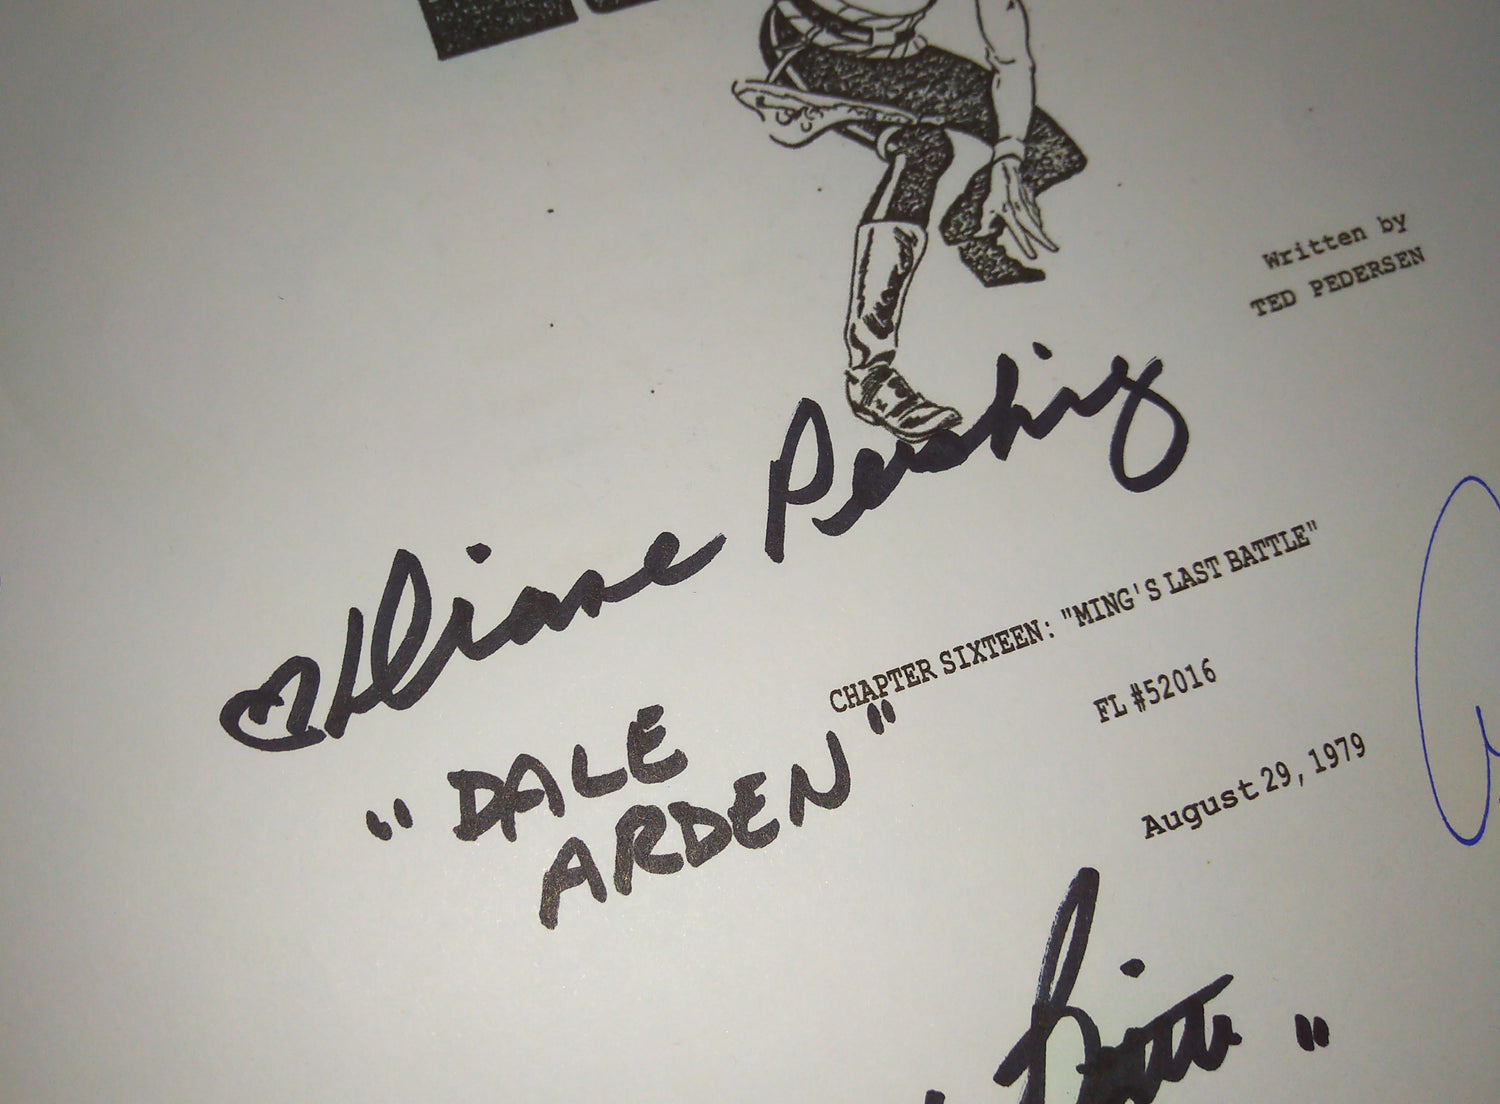 Written by
TED PEDERSEN
Diane Pershing
"DALE
ARDEN"
CHAPTER SIXTEEN: "MING'S LAST BATTLE"
FL #52016
August 29, 1979